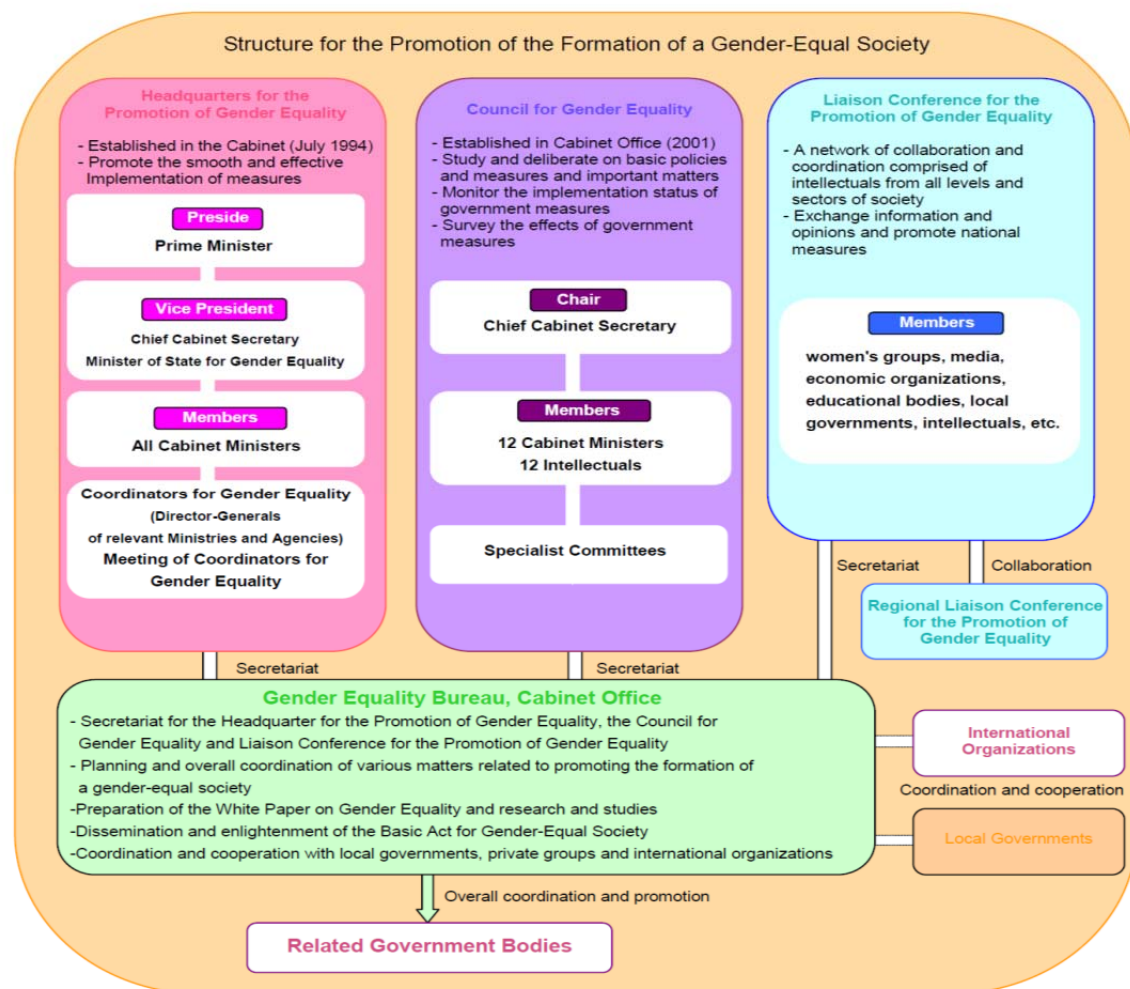 Structure for the Promotion of the Formation of a Gender-Equal Society
Headquarters for the
Promotion of Gender Equality
- Established in the Cabinet (July 1994)
- Promote the smooth and effective
Implementation of measures
Preside
Prime Minister
Vice President
Chief Cabinet Secretary
Minister of State for Gender Equality
Members
All Cabinet Ministers
Coordinators for Gender Equality
(Director-Generals
of relevant Ministries and Agencies)
Meeting of Coordinators for
Gender Equality
Council for Gender Equality
- Established in Cabinet Office (2001)
- Study and deliberate on basic policies
and measures and important matters
- Monitor the implementation status of
government measures
- Survey the effects of government
measures
Chair
Chief Cabinet Secretary
Members
12 Cabinet Ministers
12 Intellectuals
Specialist Committees
Liaison Conference for the
Promotion of Gender Equality
- A network of collaboration and
coordination comprised of
intellectuals from all levels and
sectors of society
- Exchange information and
opinions and promote national
measures
Members
women's groups, media,
economic organizations,
educational bodies, local
governments, intellectuals, etc.
Secretariat
Collaboration
Regional Liaison Conference
for the Promotion of
Gender Equality
Secretariat
Secretariat
Gender Equality Bureau, Cabinet Office
- Secretariat for the Headquarter for the Promotion of Gender Equality, the Council for
Gender Equality and Liaison Conference for the Promotion of Gender Equality
- Planning and overall coordination of various matters related to promoting the formation of
a gender-equal society
-Preparation of the White Paper on Gender Equality and research and studies
-Dissemination and enlightenment of the Basic Act for Gender-Equal Society
-Coordination and cooperation with local governments, private groups and international organizations
International
Organizations
Coordination and cooperation
Local Governments
Overall coordination and promotion
Related Government Bodies